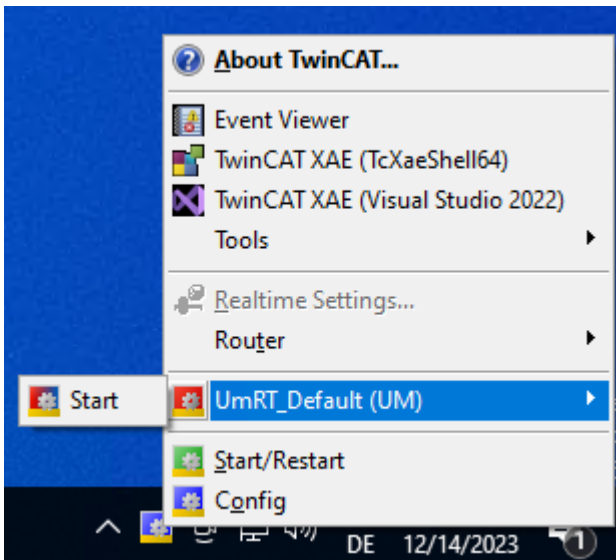 About TwinCAT...
Event Viewer
TwinCAT XAE (TcXaeShell64)
TwinCAT XAE (Visual Studio 2022)
Tools
Realtime Settings...
Router
Start
UmRT_Default (UM)
Start/Restart
Config
DE
12/14/2023
1